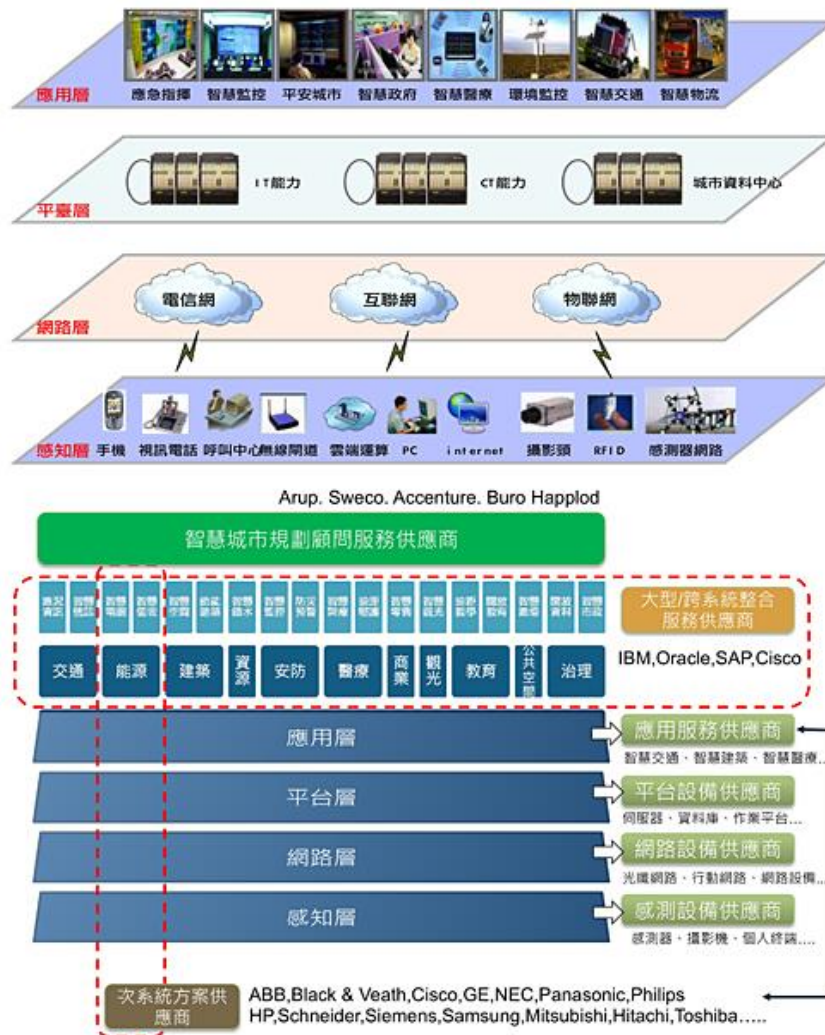 應急指揮 智慧監控 平安城市 智慧政府 智慧醫療 環境監控 智慧交通 智慧物流
應用層
IT能力 CT能力 城市資料中心
平臺層
電信網 互聯網 物聯網
網路層
手機 視訊電話 呼叫中心 無線閘道 雲端運算 PC internet 攝影頭 RFID 感測器網路
感知層
Arup. Sweco. Accenture. Buro Happlod
智慧城市規劃顧問服務供應商
大型/跨系統整合
服務供應商
IBM,Oracle,SAP,Cisco
交通 能源 建築 資源 安防 醫療 商業 觀光 教育 公共空間 治理
應用層 應用服務供應商
智慧交通、智慧建築、智慧醫療...
平台層 平台設備供應商
伺服器、資料庫、作業平台....
網路層 網路設備供應商
光纖網路、行動網路、網路設備...
感知層 感測設備供應商
感測器、攝影機、個人終端....
次系統方案供
應商
ABB,Black & Veath,Cisco,GE,NEC,Panasonic,Philips
HP,Schneider,Siemens,Samsung,Mitsubishi,Hitachi,Toshiba.....